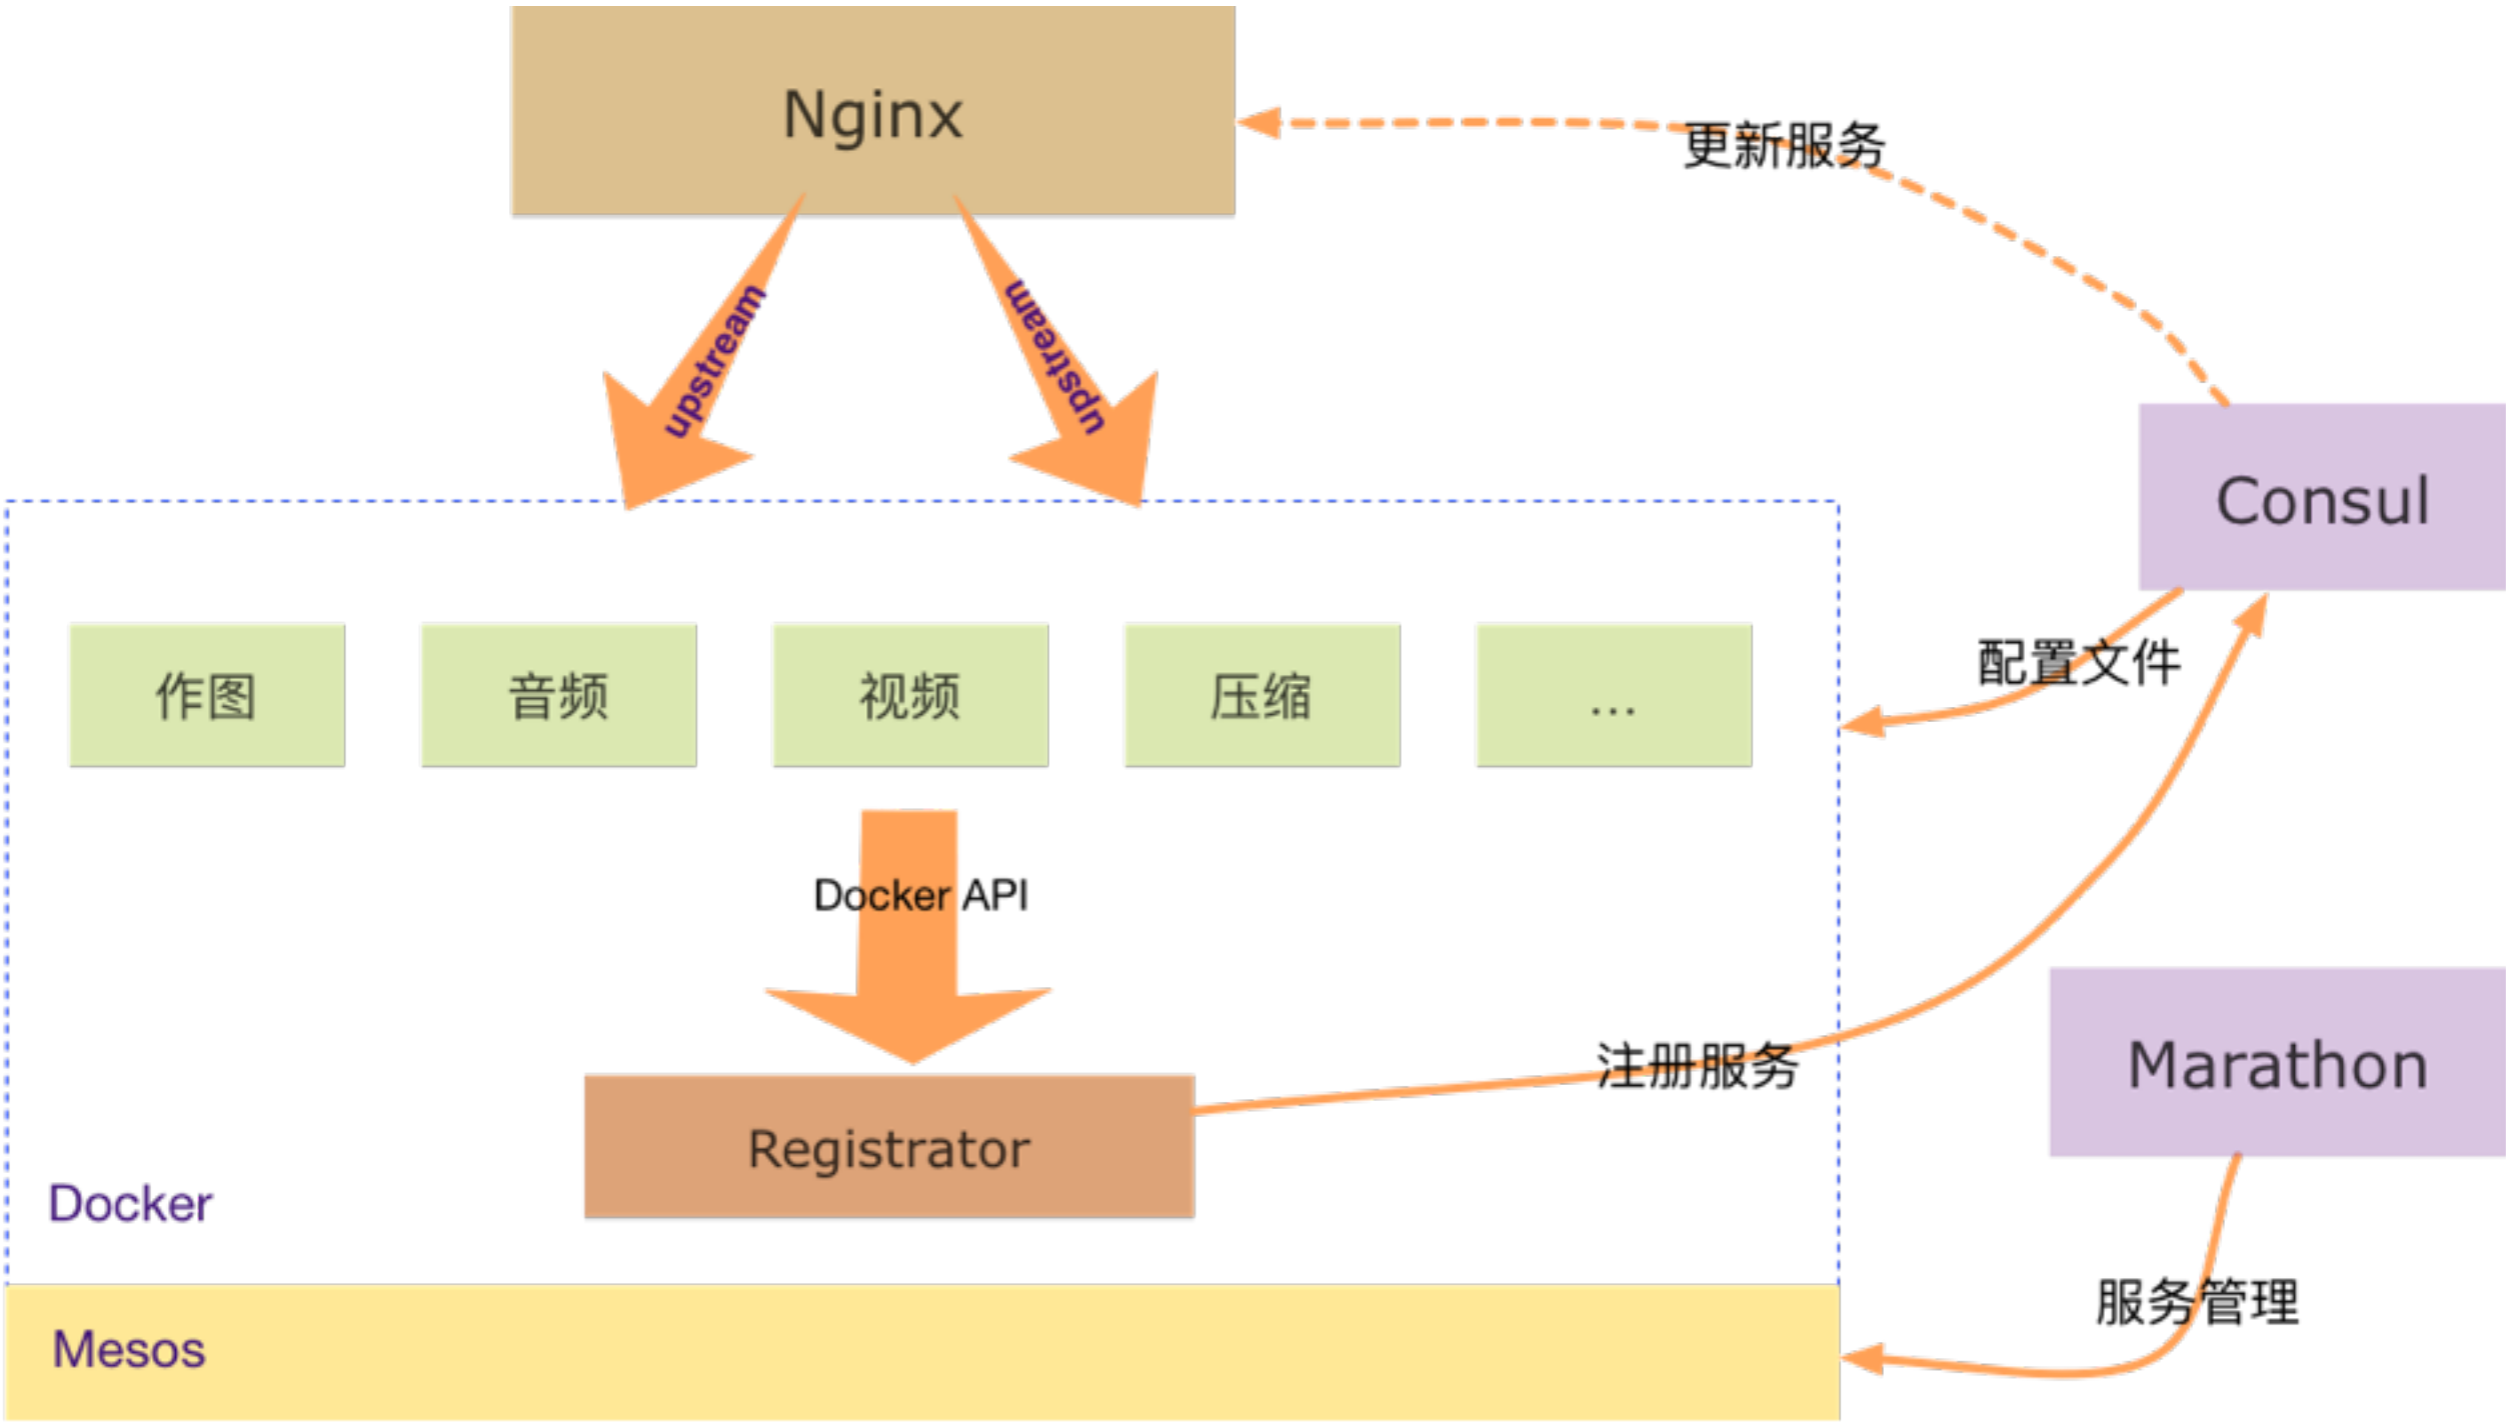 Nginx
更新服务
upstream
upstream
Consul
配置文件
作图
音频
视频
压缩
...
Docker API
注册服务
Marathon
Registrator
Docker
服务管理
Mesos